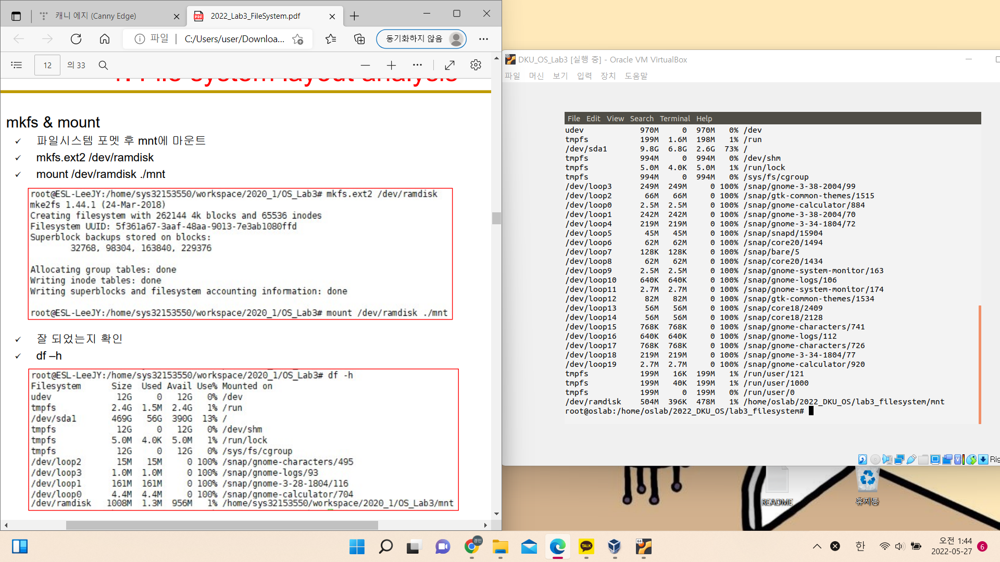 캐니 에지 (Canny Edge)
2022_Lab3_FileSystem.pdf
파일
C:/Users/user/Downloa...
동기화하지 않음
12 의 33
1. File system layout analysis
mkfs & mount
✓ 파일시스템 포멧 후 mnt에 마운트
✓ mkfs.ext2 /dev/ramdisk
✓ mount /dev/ramdisk ./mnt
root@ESL-LeeJY:/home/sys32153550/workspace/2020_1/OS_Lab3# mkfs.ext2 /dev/ramdisk
mke2fs 1.44.1 (24-Mar-2018)
Creating filesystem with 262144 4k blocks and 65536 inodes
Filesystem UUID: 5f361a67-3aaf-48aa-9013-7e3ab1080ffd
Superblock backups stored on blocks:
32768, 98304, 163840, 229376
Allocating group tables: done
Writing inode tables: done
Writing superblocks and filesystem accounting information: done
root@ESL-LeeJY:/home/sys32153550/workspace/2020_1/OS_Lab3# mount /dev/ramdisk ./mnt
✓ 잘 되었는지 확인
✓ df –h
root@ESL-LeeJY:/home/sys32153550/workspace/2020_1/OS_Lab3# df -h
Filesystem Size Used Avail Use% Mounted on
udev 12G 0 12G 0% /dev
tmpfs 2.4G 1.5M 2.4G 1% /run
/dev/sda1 469G 56G 390G 13% /
tmpfs 12G 0 12G 0% /dev/shm
tmpfs 5.0M 4.0K 5.0M 1% /run/lock
tmpfs 12G 0 12G 0% /sys/fs/cgroup
/dev/loop2 15M 15M 0 100% /snap/gnome-characters/495
/dev/loop3 1.0M 1.0M 0 100% /snap/gnome-logs/93
/dev/loop1 161M 161M 0 100% /snap/gnome-3-28-1804/116
/dev/loop0 4.4M 4.4M 0 100% /snap/gnome-calculator/704
/dev/ramdisk 1008M 1.3M 956M 1% /home/sys32153550/workspace/2020_1/OS_Lab3/mnt
DKU_OS_Lab3 [실행 중] - Oracle VM VirtualBox
파일 머신 보기 입력 장치 도움말
File Edit View Search Terminal Help
udev 970M 0 970M 0% /dev
tmpfs 199M 1.6M 198M 1% /run
/dev/sda1 9.8G 6.8G 2.6G 73% /
tmpfs 994M 0 994M 0% /dev/shm
tmpfs 5.0M 4.0K 5.0M 1% /run/lock
tmpfs 994M 0 994M 0% /sys/fs/cgroup
/dev/loop3 249M 249M 0 100% /snap/gnome-3-38-2004/99
/dev/loop2 66M 66M 0 100% /snap/gtk-common-themes/1515
/dev/loop0 2.5M 2.5M 0 100% /snap/gnome-calculator/884
/dev/loop1 242M 242M 0 100% /snap/gnome-3-38-2004/70
/dev/loop4 219M 219M 0 100% /snap/gnome-3-34-1804/72
/dev/loop5 45M 45M 0 100% /snap/snapd/15904
/dev/loop6 62M 62M 0 100% /snap/core20/1494
/dev/loop7 128K 128K 0 100% /snap/bare/5
/dev/loop8 62M 62M 0 100% /snap/core20/1434
/dev/loop9 2.5M 2.5M 0 100% /snap/gnome-system-monitor/163
/dev/loop10 640K 640K 0 100% /snap/gnome-logs/106
/dev/loop11 2.7M 2.7M 0 100% /snap/gnome-system-monitor/174
/dev/loop12 82M 82M 0 100% /snap/gtk-common-themes/1534
/dev/loop13 56M 56M 0 100% /snap/core18/2409
/dev/loop14 56M 56M 0 100% /snap/core18/2128
/dev/loop15 768K 768K 0 100% /snap/gnome-characters/741
/dev/loop16 640K 640K 0 100% /snap/gnome-logs/112
/dev/loop17 768K 768K 0 100% /snap/gnome-characters/726
/dev/loop18 219M 219M 0 100% /snap/gnome-3-34-1804/77
/dev/loop19 2.7M 2.7M 0 100% /snap/gnome-calculator/920
tmpfs 199M 16K 199M 1% /run/user/121
tmpfs 199M 40K 199M 1% /run/user/1000
tmpfs 199M 0 199M 0% /run/user/0
/dev/ramdisk 504M 396K 478M 1% /home/oslab/2022_DKU_OS/lab3_filesystem/mnt
root@oslab:/home/oslab/2022_DKU_OS/lab3_filesystem#
Rig
README
휴지통
경민
TALK
64
한
오전 1:44
2022-05-27
6